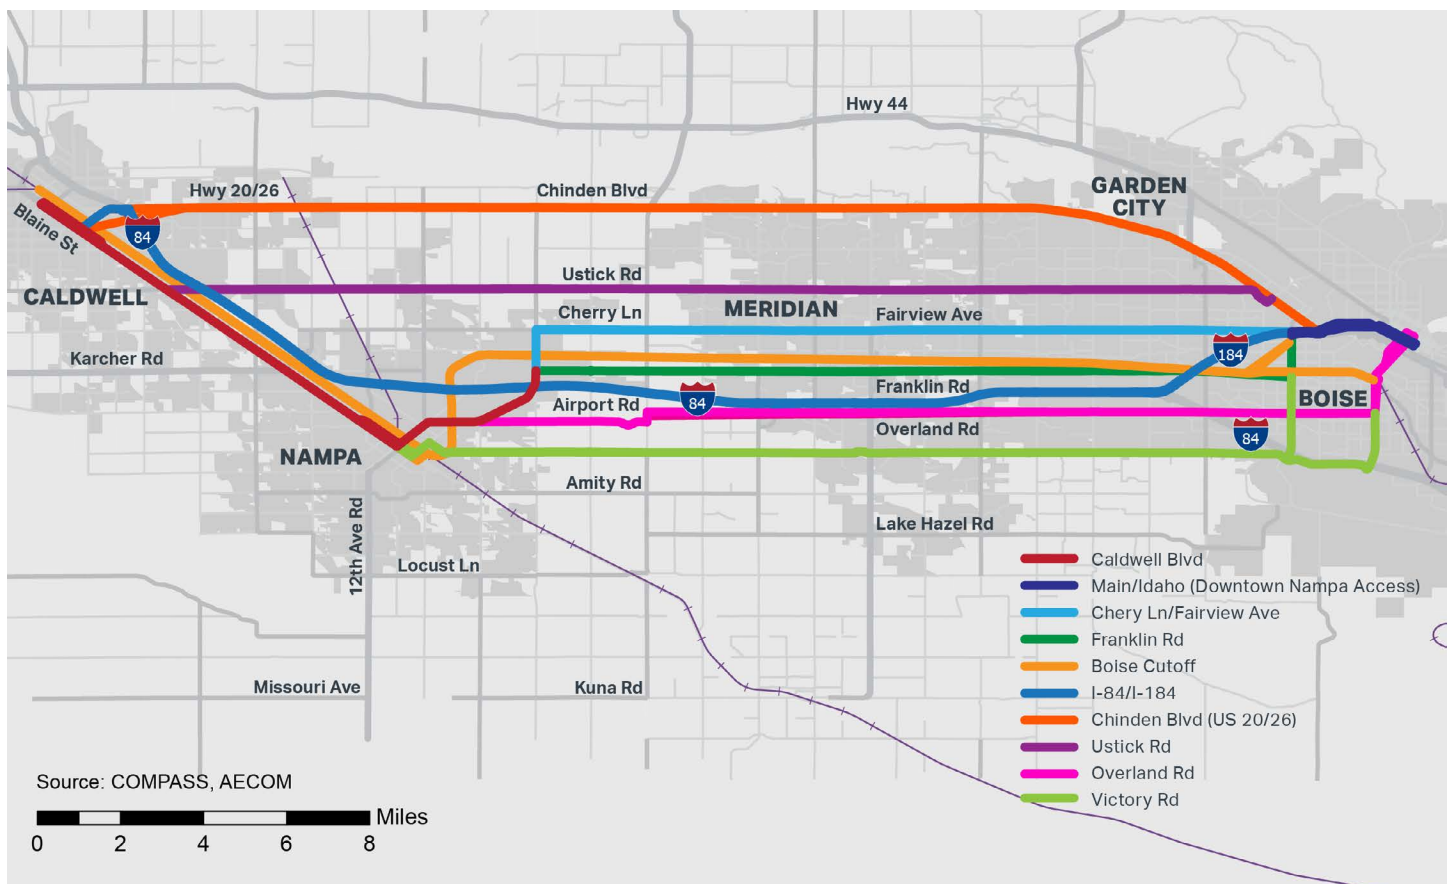 Hwy 44
GARDEN
CITY
Hwy 20/26
Chinden Blvd
Blaine St
84
Ustick Rd
CALDWELL
MERIDIAN
Cherry Ln
Fairview Ave
184
Karcher Rd
Franklin Rd
BOISE
84
Airport Rd
Overland Rd
84
NAMPA
Amity Rd
12th Ave Rd
Lake Hazel Rd
Locust Ln
Missouri Ave
Kuna Rd
Caldwell Blvd
Main/Idaho (Downtown Nampa Access)
Chery Ln/Fairview Ave
Franklin Rd
Boise Cutoff
I-84/I-184
Chinden Blvd (US 20/26)
Ustick Rd
Overland Rd
Victory Rd
Source: COMPASS, AECOM
Miles
0 2 4 6 8